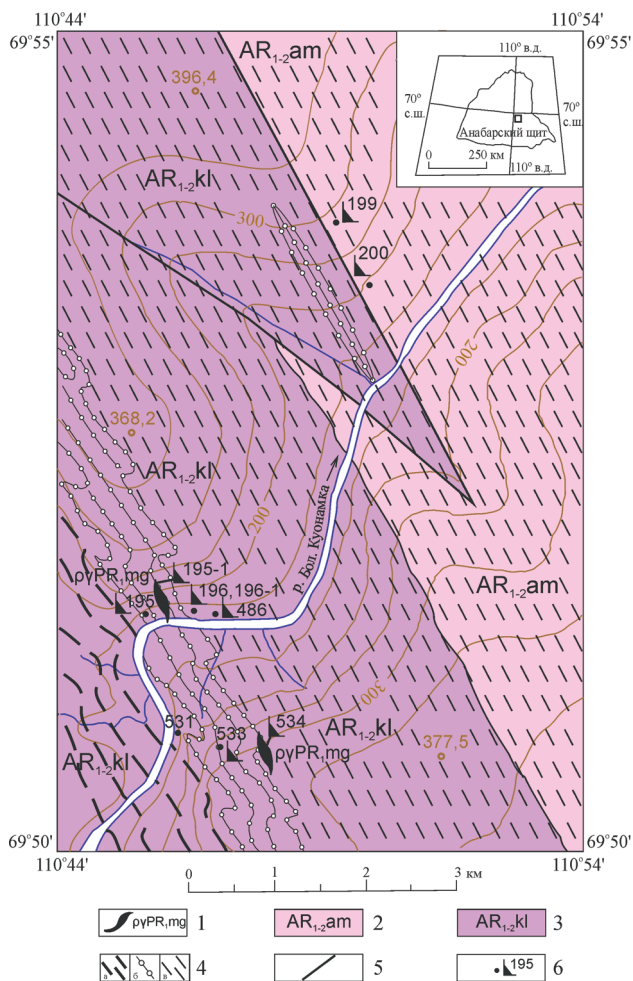 110°44'
110°54'
69°55'
69°55'
AR₁₋₂am
110° в.д.
70°
с.ш.
70°
с.ш.
Анабарский щит
0 250 км
110° в.д.
396,4
AR₁₋₂kl
300
199
200
200
368,2
AR₁₋₂kl
200
р. Бол. Куонамка
AR₁₋₂am
ργPR₁mg
195-1
195
196,196-1
486
300
531
533
534
ργPR₁mg
AR₁₋₂kl
AR₁₋₂kl
377,5
69°50'
69°50'
110°44'
110°54'
0 1 2 3 км
ργPR₁mg 1
AR₁₋₂am 2
AR₁₋₂kl 3
а б в 4
5
195 6